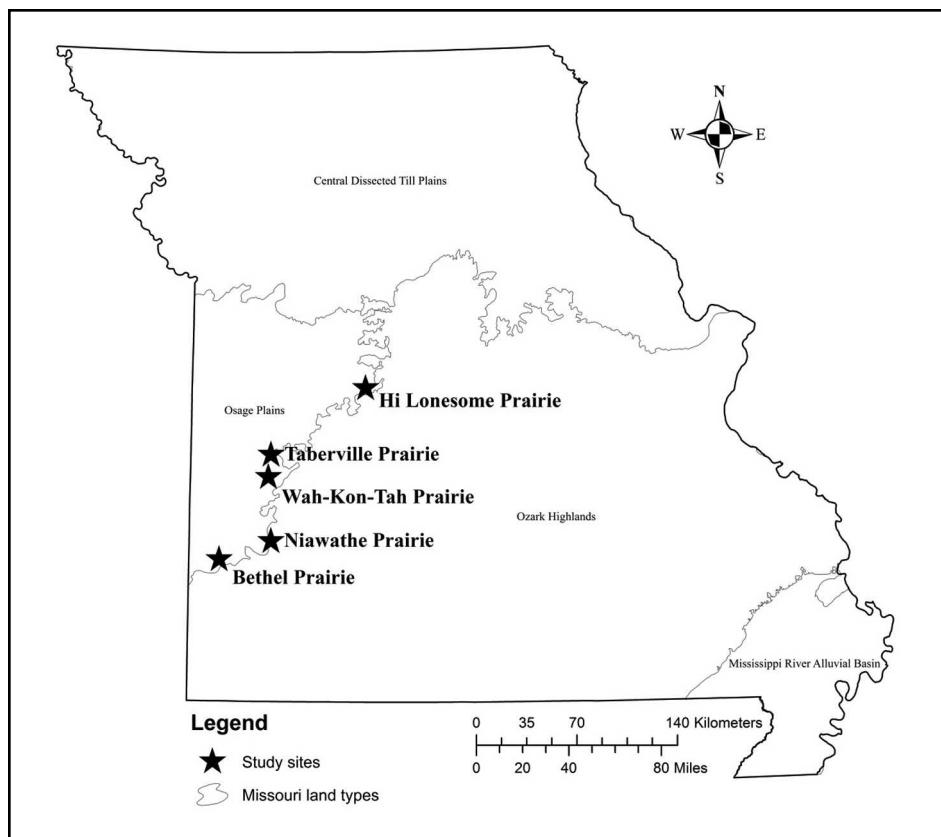 N
W E
S
Central Dissected Till Plains
Hi Lonesome Prairie
Osage Plains
Taberville Prairie
Wah-Kon-Tah Prairie
Ozark Highlands
Niawathe Prairie
Bethel Prairie
Mississippi River Alluvial Basin
Legend
Study sites
Missouri land types
0 35 70 140 Kilometers
0 20 40 80 Miles